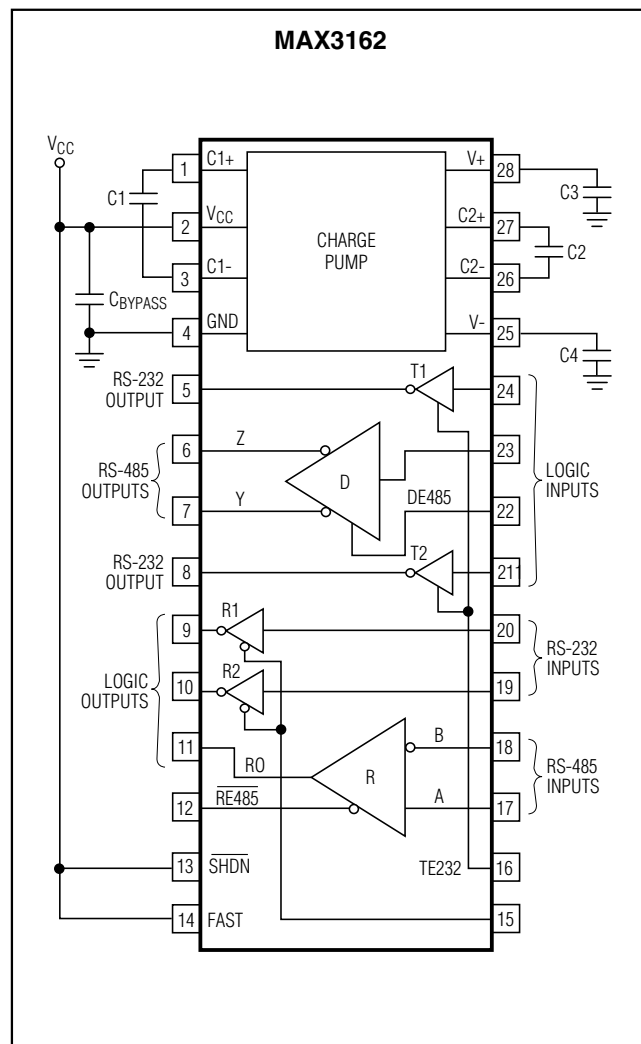 MAX3162
VCC
C1
CBYPASS
1
C1+
2
VCC
3
C1-
4
GND
CHARGE
PUMP
V+
28
C3
C2+
27
C2
C2-
26
V-
25
C4
RS-232
OUTPUT
5
T1
24
RS-485
OUTPUTS
6
Z
7
Y
D
23
DE485
22
LOGIC
INPUTS
RS-232
OUTPUT
8
T2
211
LOGIC
OUTPUTS
9
R1
20
10
R2
19
RS-232
INPUTS
11
RO
R
B
18
12
RE485
A
17
RS-485
INPUTS
13
SHDN
TE232
16
14
FAST
15